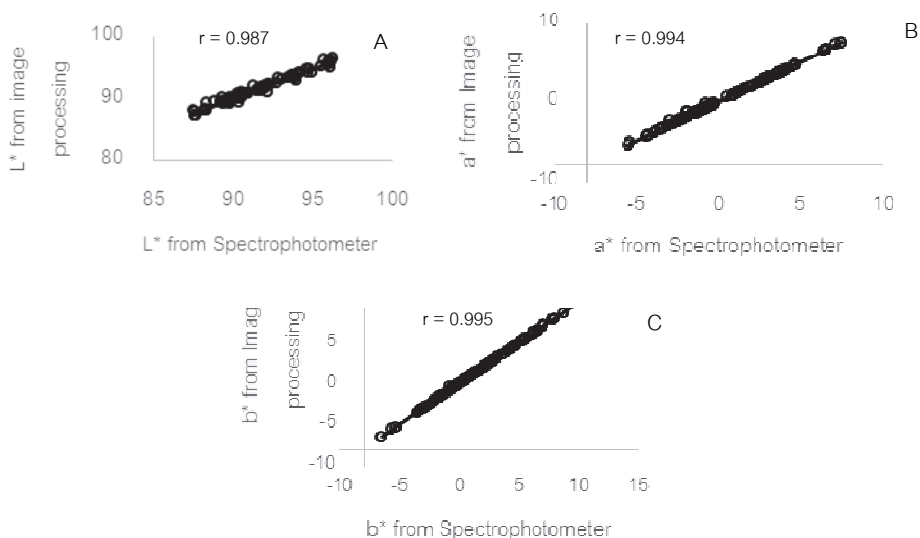 r = 0.987
A
L* from image
processing
100
90
80
85 90 95 100
L* from Spectrophotometer
r = 0.994
B
a* from Image
processing
10
0
-10
-10 -5 0 5 10
a* from Spectrophotometer
r = 0.995
C
b* from Imag
processing
5
0
-5
-10
-10 -5 0 5 10 15
b* from Spectrophotometer